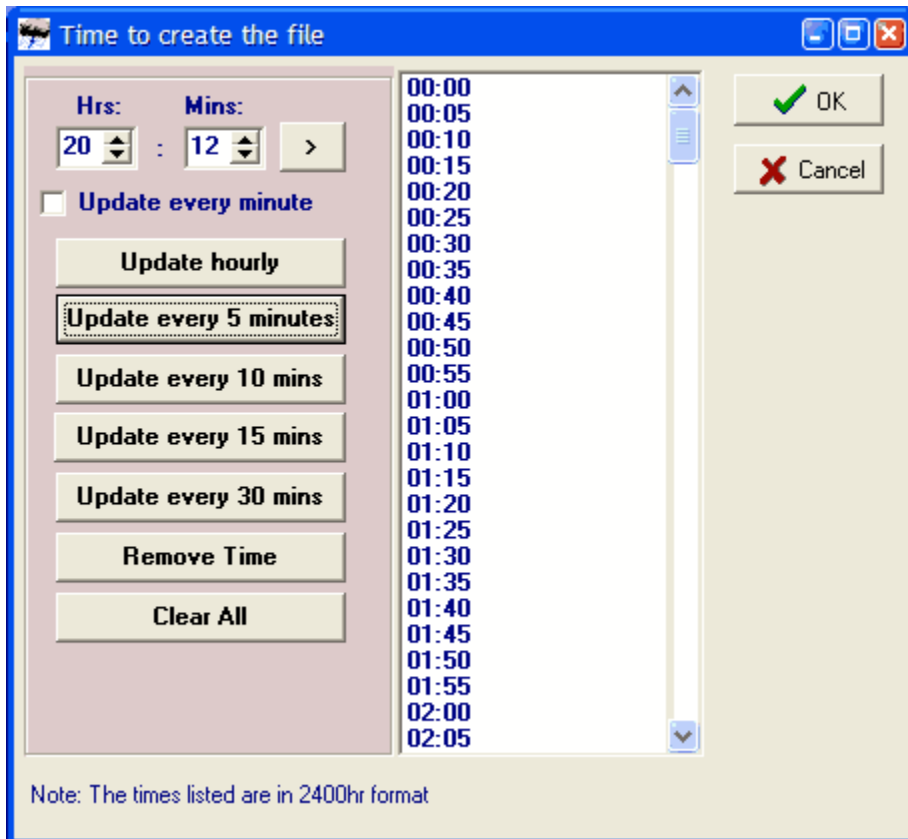 Time to create the file
Hrs: Mins:
20 : 12 >
Update every minute
Update hourly
Update every 5 minutes
Update every 10 mins
Update every 15 mins
Update every 30 mins
Remove Time
Clear All
00:00
00:05
00:10
00:15
00:20
00:25
00:30
00:35
00:40
00:45
00:50
00:55
01:00
01:05
01:10
01:15
01:20
01:25
01:30
01:35
01:40
01:45
01:50
01:55
02:00
02:05
OK
Cancel
Note: The times listed are in 2400hr format